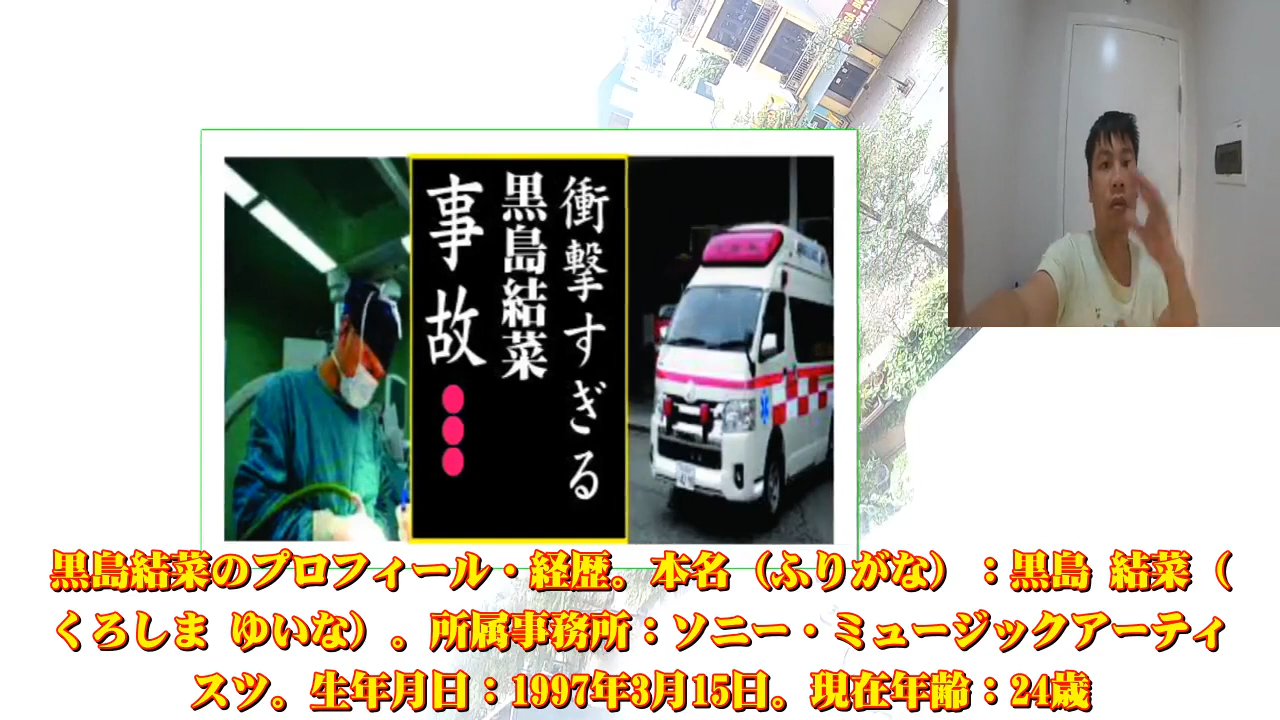 衝撃すぎる
黒島結菜
事故●●●
黒島結菜のプロフィール・経歴。本名（ふりがな）：黒島 結菜（
くろしま ゆいな）。所属事務所：ソニー・ミュージックアーティ
スツ。生年月日：1997年3月15日。現在年齢：24歳